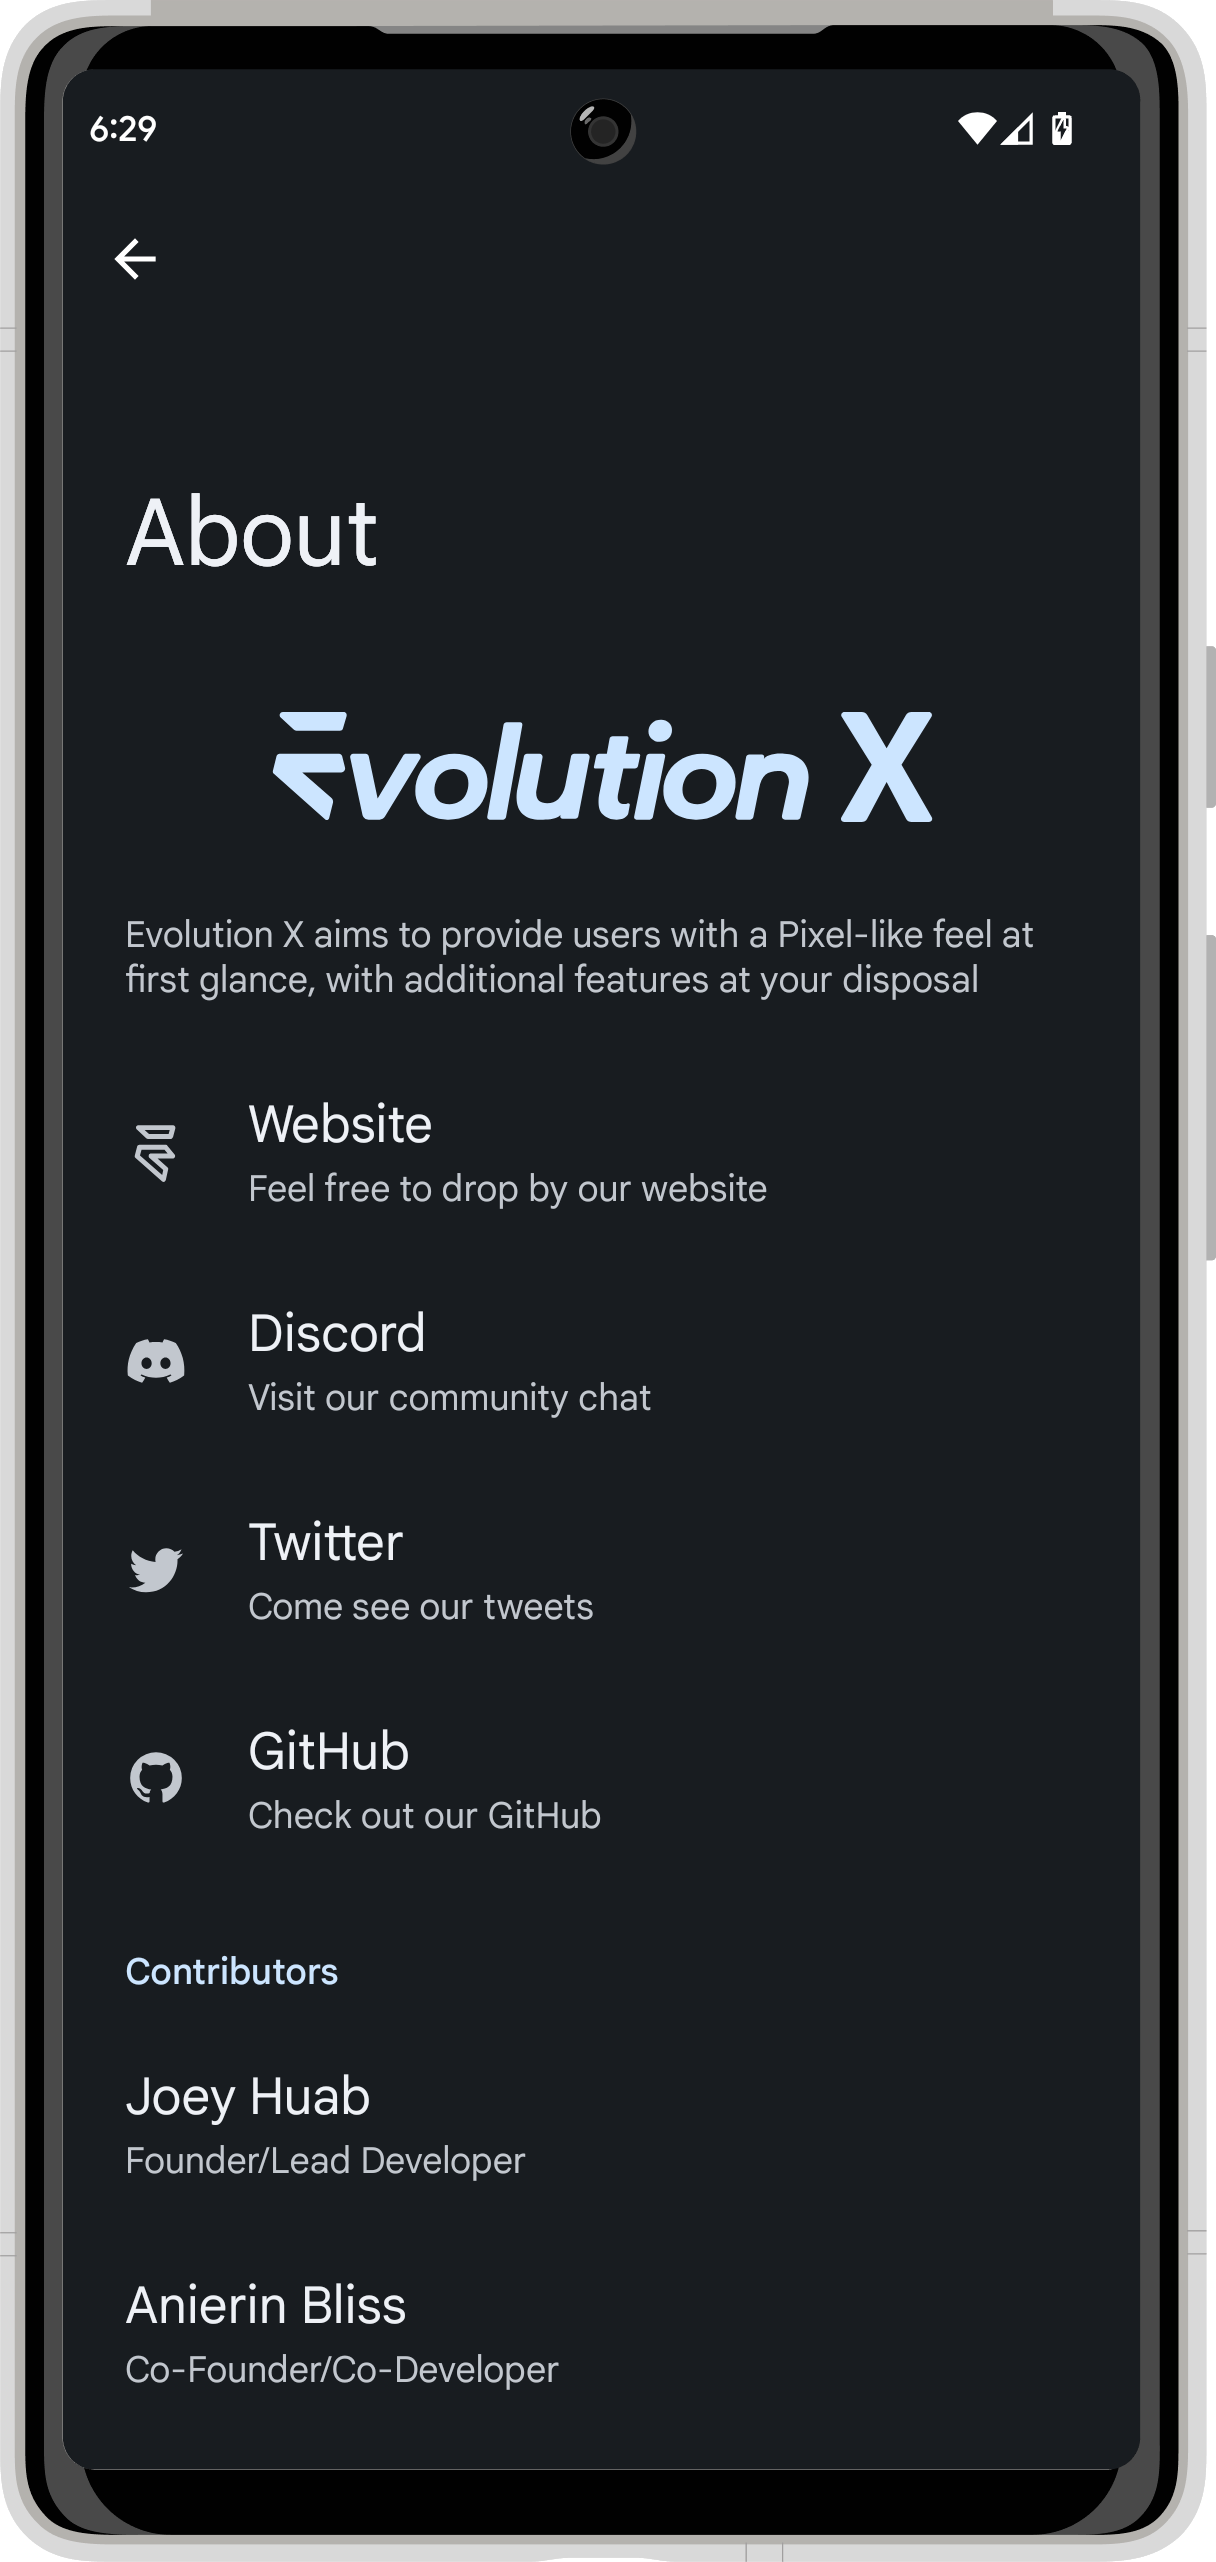 6:29
About
Evolution X
Evolution X aims to provide users with a Pixel-like feel at
first glance, with additional features at your disposal
Website
Feel free to drop by our website
Discord
Visit our community chat
Twitter
Come see our tweets
GitHub
Check out our GitHub
Contributors
Joey Huab
Founder/Lead Developer
Anierin Bliss
Co-Founder/Co-Developer